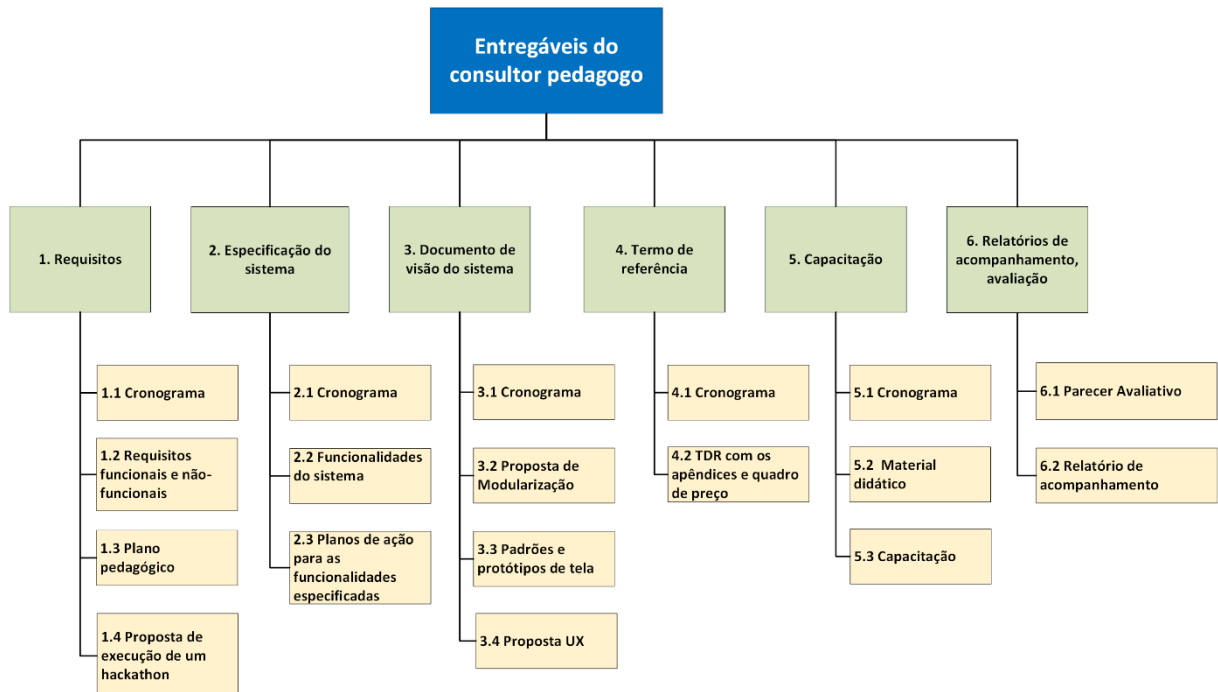 Entregáveis do
consultor pedagogo
1. Requisitos
2. Especificação do
sistema
3. Documento de
visão do sistema
4. Termo de
referência
5. Capacitação
6. Relatórios de
acompanhamento,
avaliação
1.1 Cronograma
1.2 Requisitos
funcionais e não-
funcionais
1.3 Plano
pedagógico
1.4 Proposta de
execução de um
hackathon
2.1 Cronograma
2.2 Funcionalidades
do sistema
2.3 Planos de ação
para as
funcionalidades
especificadas
3.1 Cronograma
3.2 Proposta de
Modularização
3.3 Padrões e
protótipos de tela
3.4 Proposta UX
4.1 Cronograma
4.2 TDR com os
apêndices e quadro
de preço
5.1 Cronograma
5.2 Material
didático
5.3 Capacitação
6.1 Parecer Avaliativo
6.2 Relatório de
acompanhamento